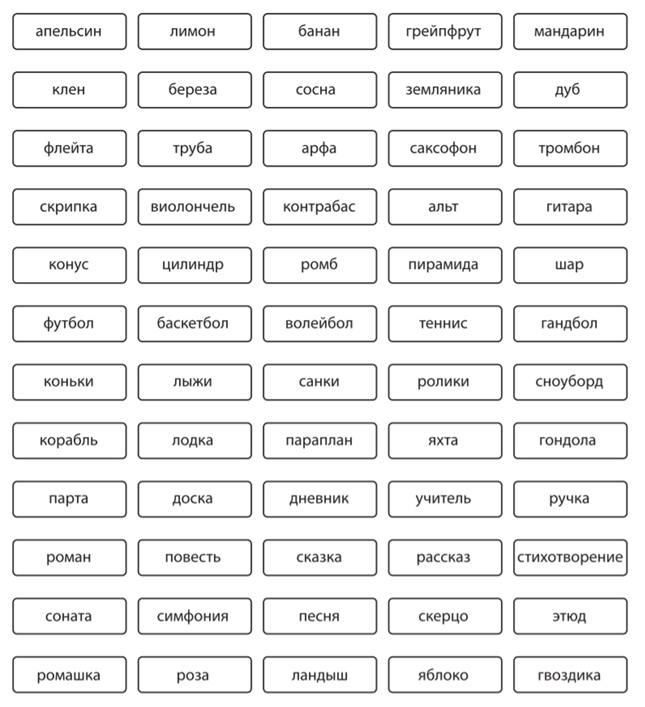 апельсин лимон банан грейпфрут мандарин
клен береза сосна земляника дуб
флейта труба арфа саксофон тромбон
скрипка виолончель контрабас альт гитара
конус цилиндр ромб пирамида шар
футбол баскетбол волейбол теннис гандбол
коньки лыжи санки ролики сноуборд
корабль лодка параплан яхта гондола
парта доска дневник учитель ручка
роман повесть сказка рассказ стихотворение
соната симфония песня скерцо этюд
ромашка роза ландыш яблоко гвоздика